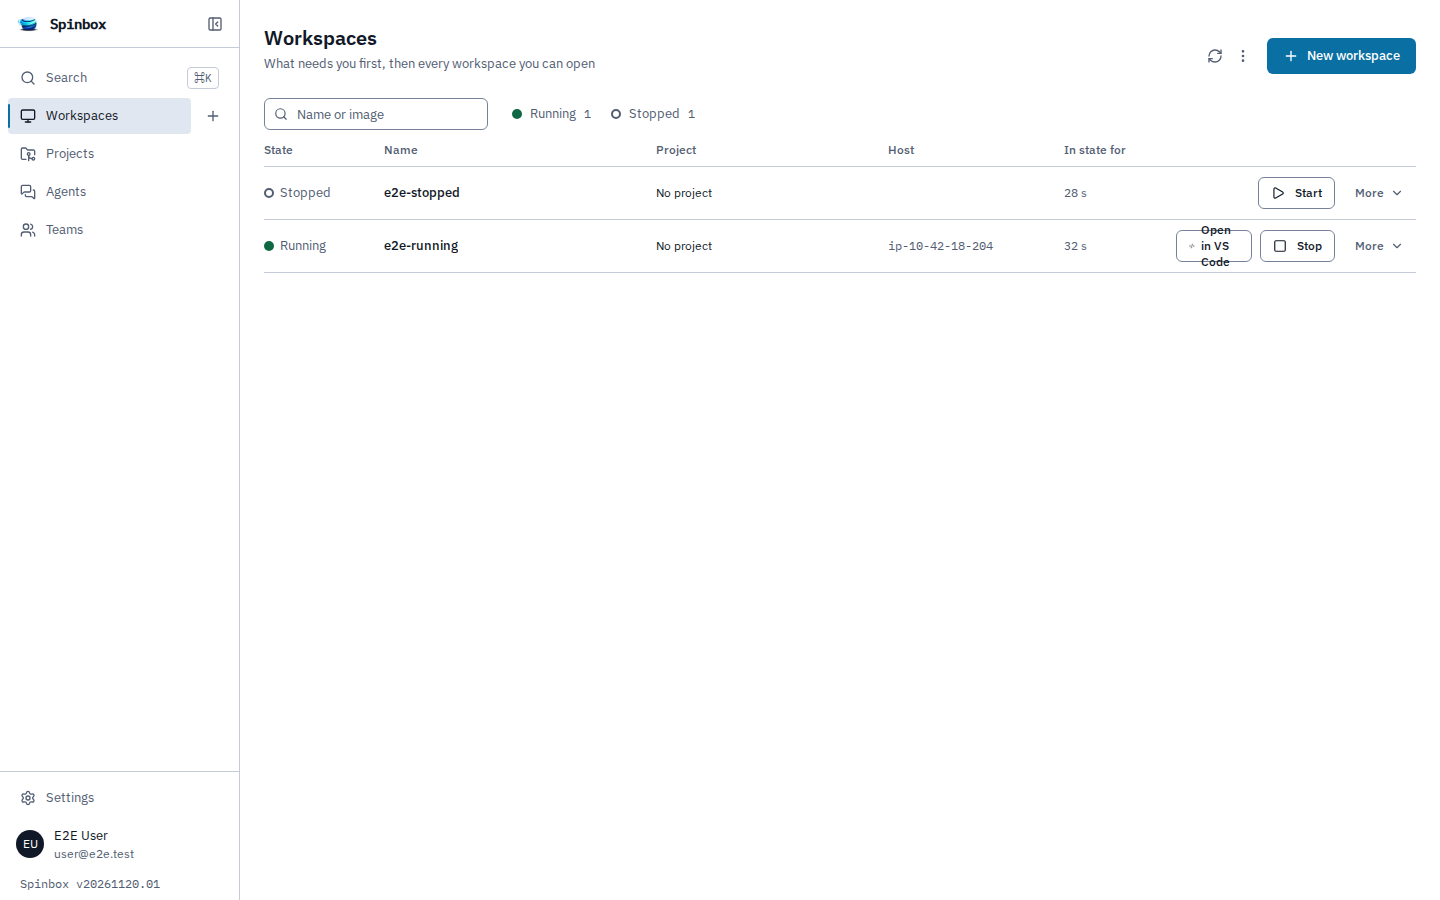 Spinbox
Search ⌘K
Workspaces
Projects
Agents
Teams
Settings
EU
E2E User
user@e2e.test
Spinbox v20261120.01
Workspaces
What needs you first, then every workspace you can open
New workspace
Name or image
Running 1
Stopped 1
State Name Project Host In state for
Stopped e2e-stopped No project 28 s Start More
Running e2e-running No project ip-10-42-18-204 32 s Open in VS Code Stop More